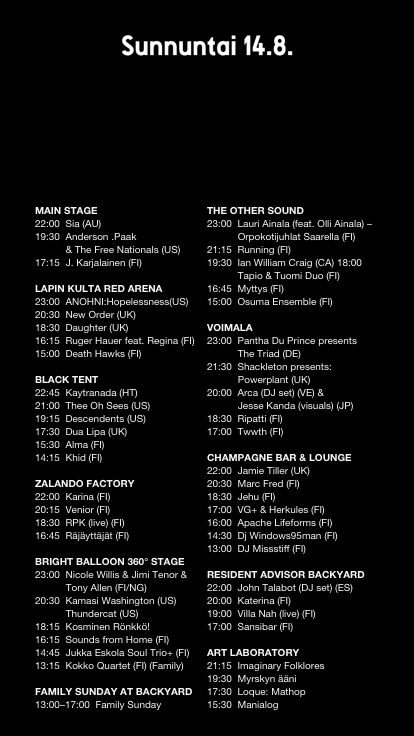 Sunnuntai 14.8.
MAIN STAGE
22:00 Sia (AU)
19:30 Anderson .Paak
& The Free Nationals (US)
17:15 J. Karjalainen (FI)
LAPIN KULTA RED ARENA
23:00 ANOHNI:Hopelessness(US)
20:30 New Order (UK)
18:30 Daughter (UK)
16:15 Ruger Hauer feat. Regina (FI)
15:00 Death Hawks (FI)
BLACK TENT
22:45 Kaytranada (HT)
21:00 Thee Oh Sees (US)
19:15 Descendents (US)
17:30 Dua Lipa (UK)
15:30 Alma (FI)
14:15 Khid (FI)
ZALANDO FACTORY
22:00 Karina (FI)
20:15 Venior (FI)
18:30 RPK (live) (FI)
16:45 Räjäyttäjät (FI)
BRIGHT BALLOON 360° STAGE
23:00 Nicole Willis & Jimi Tenor &
Tony Allen (FI/NG)
20:30 Kamasi Washington (US)
Thundercat (US)
18:15 Kosminen Rönkkö!
16:15 Sounds from Home (FI)
14:45 Jukka Eskola Soul Trio+ (FI)
13:15 Kokko Quartet (FI) (Family)
FAMILY SUNDAY AT BACKYARD
13:00–17:00 Family Sunday
THE OTHER SOUND
23:00 Lauri Ainala (feat. Olli Ainala) –
Orpokotijuhlat Saarella (FI)
21:15 Running (FI)
19:30 Ian William Craig (CA) 18:00
Tapio & Tuomi Duo (FI)
16:45 Myttys (FI)
15:00 Osuma Ensemble (FI)
VOIMALA
23:00 Pantha Du Prince presents
The Triad (DE)
21:30 Shackleton presents:
Powerplant (UK)
20:00 Arca (DJ set) (VE) &
Jesse Kanda (visuals) (JP)
18:30 Ripatti (FI)
17:00 Twwth (FI)
CHAMPAGNE BAR & LOUNGE
22:00 Jamie Tiller (UK)
20:30 Marc Fred (FI)
18:30 Jehu (FI)
17:00 VG+ & Herkules (FI)
16:00 Apache Lifeforms (FI)
14:30 Dj Windows95man (FI)
13:00 DJ Missstiff (FI)
RESIDENT ADVISOR BACKYARD
22:00 John Talabot (DJ set) (ES)
20:00 Katerina (FI)
19:00 Villa Nah (live) (FI)
17:00 Sansibar (FI)
ART LABORATORY
21:15 Imaginary Folklores
19:30 Myrskyn ääni
17:30 Loque: Mathop
15:30 Manialog